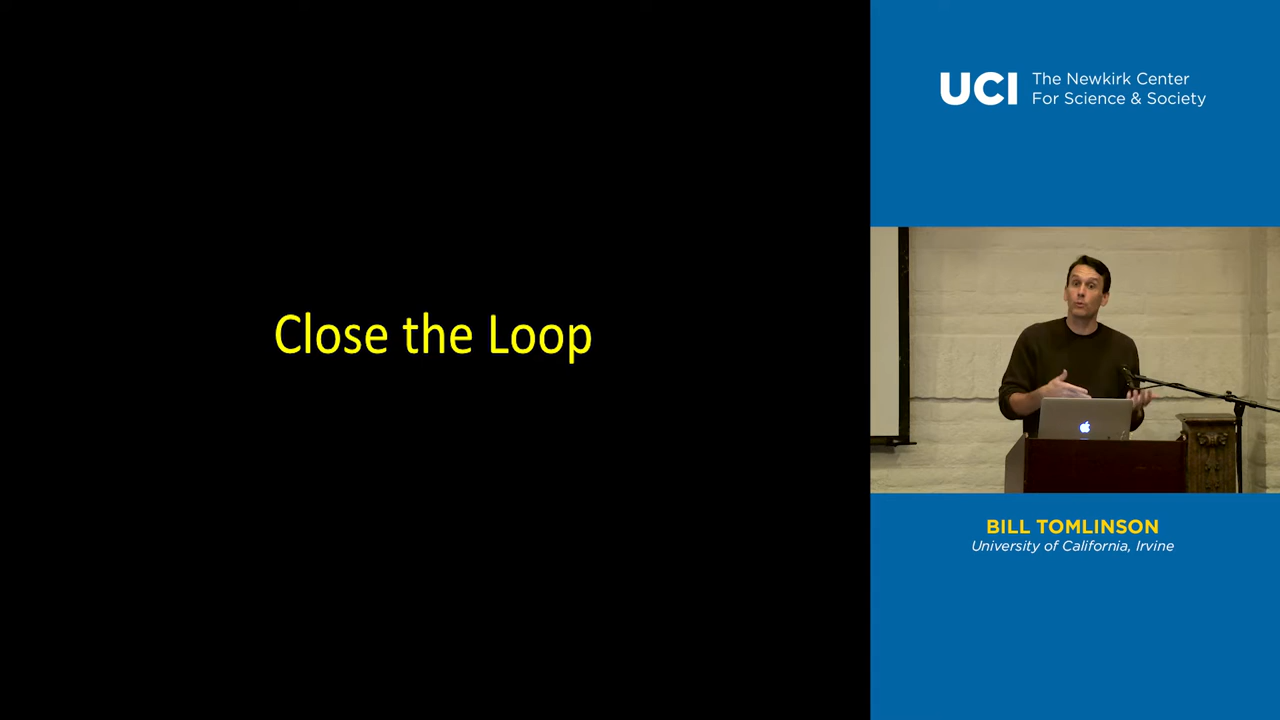 Close the Loop
UCI
The Newkirk Center
For Science & Society
BILL TOMLINSON
University of California, Irvine